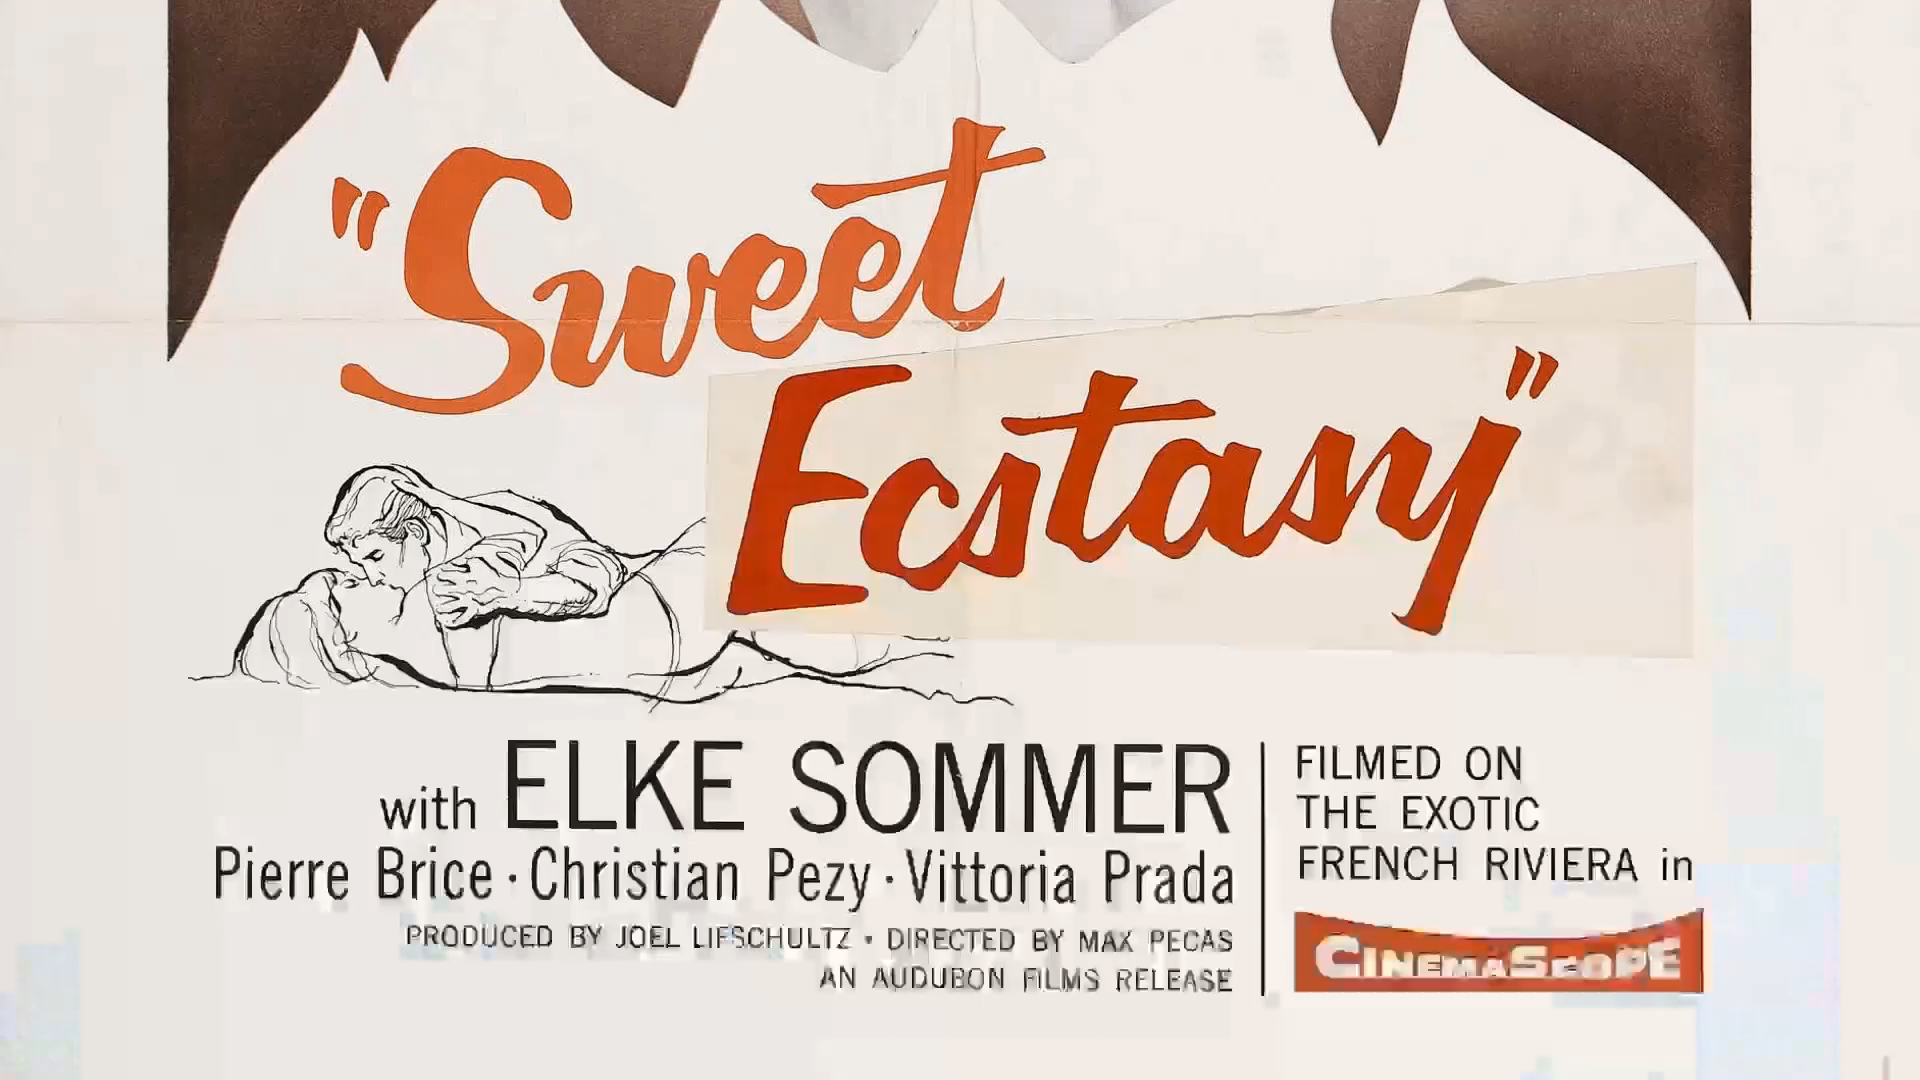 "Sweet
Ecstasy"
with ELKE SOMMER
Pierre Brice · Christian Pezy · Vittoria Prada
PRODUCED BY JOEL LIFSCHULTZ · DIRECTED BY MAX PECAS
AN AUDUBON FILMS RELEASE
FILMED ON
THE EXOTIC
FRENCH RIVIERA in
CINEMASCOPE